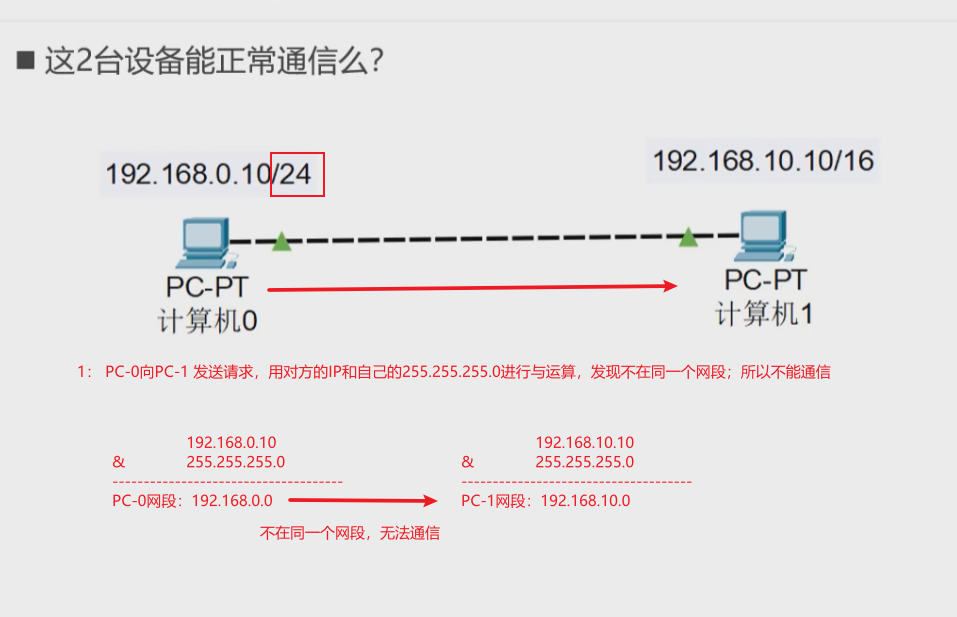 ■ 这2台设备能正常通信么?
192.168.0.10/24
192.168.10.10/16
PC-PT
计算机0
PC-PT
计算机1
1： PC-0向PC-1 发送请求，用对方的IP和自己的255.255.255.0进行与运算，发现不在同一个网段；所以不能通信
192.168.0.10
& 255.255.255.0
-------------------------------------
PC-0网段：192.168.0.0
192.168.10.10
& 255.255.255.0
-------------------------------------
PC-1网段：192.168.10.0
不在同一个网段，无法通信